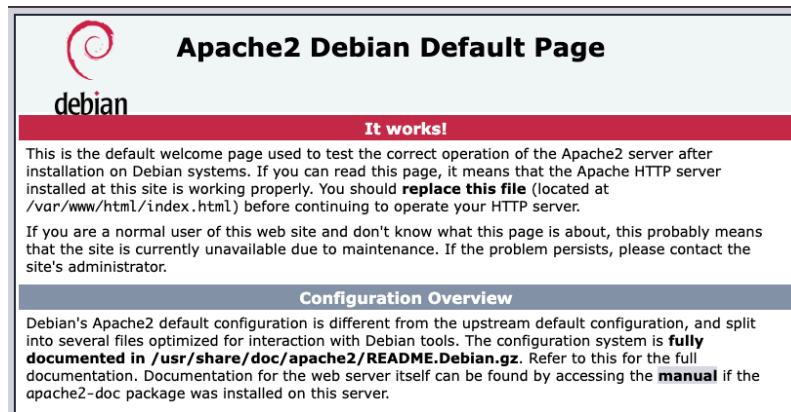 Apache2 Debian Default Page
debian
It works!
This is the default welcome page used to test the correct operation of the Apache2 server after
installation on Debian systems. If you can read this page, it means that the Apache HTTP server
installed at this site is working properly. You should replace this file (located at
/var/www/html/index.html) before continuing to operate your HTTP server.
If you are a normal user of this web site and don't know what this page is about, this probably means
that the site is currently unavailable due to maintenance. If the problem persists, please contact the
site's administrator.
Configuration Overview
Debian's Apache2 default configuration is different from the upstream default configuration, and split
into several files optimized for interaction with Debian tools. The configuration system is fully
documented in /usr/share/doc/apache2/README.Debian.gz. Refer to this for the full
documentation. Documentation for the web server itself can be found by accessing the manual if the
apache2-doc package was installed on this server.